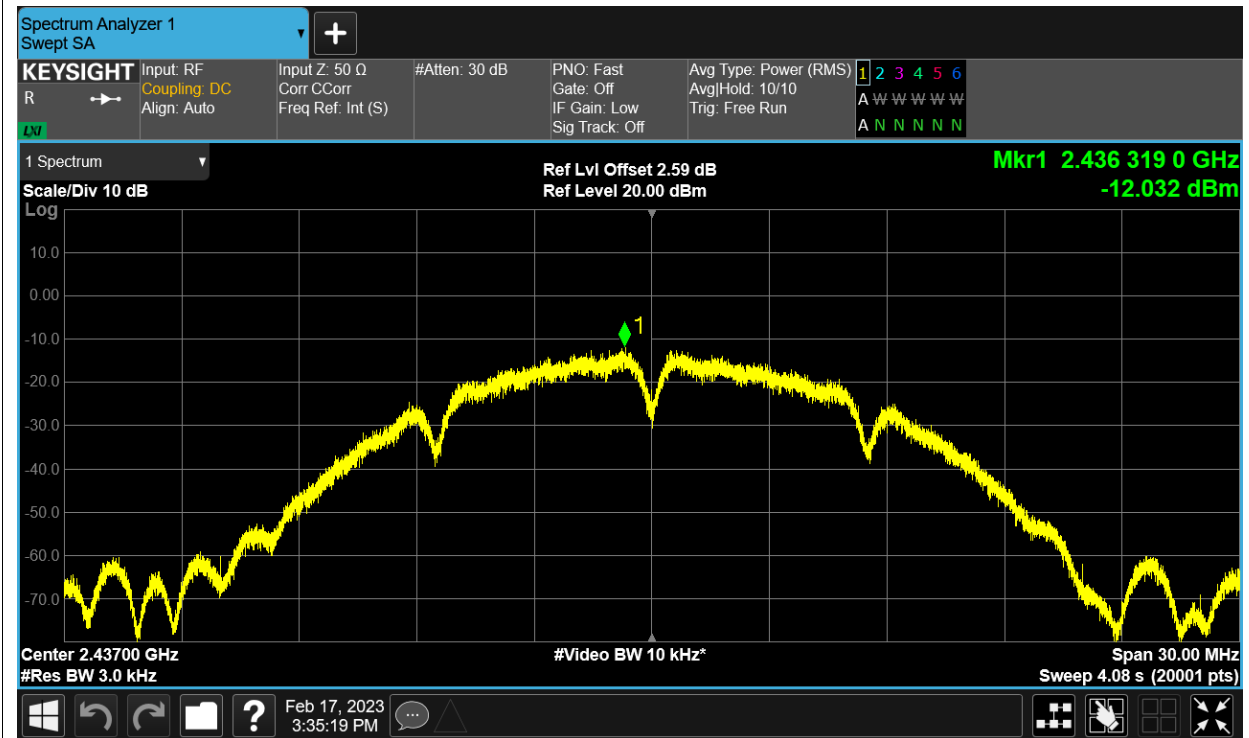 Spectrum Analyzer 1
Swept SA
KEYSIGHT
R
LXI
Input: RF
Coupling: DC
Align: Auto
Input Z: 50 Ω
Corr CCorr
Freq Ref: Int (S)
#Atten: 30 dB
PNO: Fast
Gate: Off
IF Gain: Low
Sig Track: Off
Avg Type: Power (RMS)
Avg|Hold: 10/10
Trig: Free Run
1 2 3 4 5 6
A W W W W W
A N N N N N
1 Spectrum
Scale/Div 10 dB
Log
Ref Lvl Offset 2.59 dB
Ref Level 20.00 dBm
Mkr1 2.436 319 0 GHz
-12.032 dBm
10.0
0.00
-10.0
1
-20.0
-30.0
-40.0
-50.0
-60.0
-70.0
Center 2.43700 GHz
#Res BW 3.0 kHz
#Video BW 10 kHz*
Span 30.00 MHz
Sweep 4.08 s (20001 pts)
?
Feb 17, 2023
3:35:19 PM